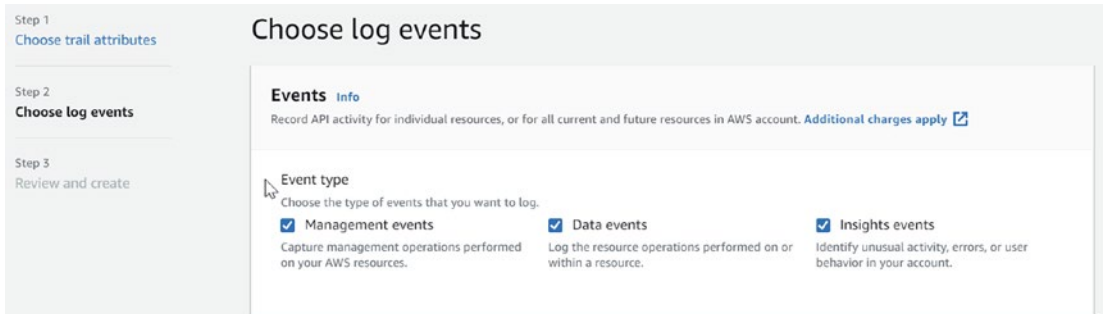 Step 1
Choose trail attributes
Step 2
Choose log events
Step 3
Review and create
Choose log events
Events Info
Record API activity for individual resources, or for all current and future resources in AWS account. Additional charges apply
Event type
Choose the type of events that you want to log.
Management events
Capture management operations performed
on your AWS resources.
Data events
Log the resource operations performed on or
within a resource.
Insights events
Identify unusual activity, errors, or user
behavior in your account.